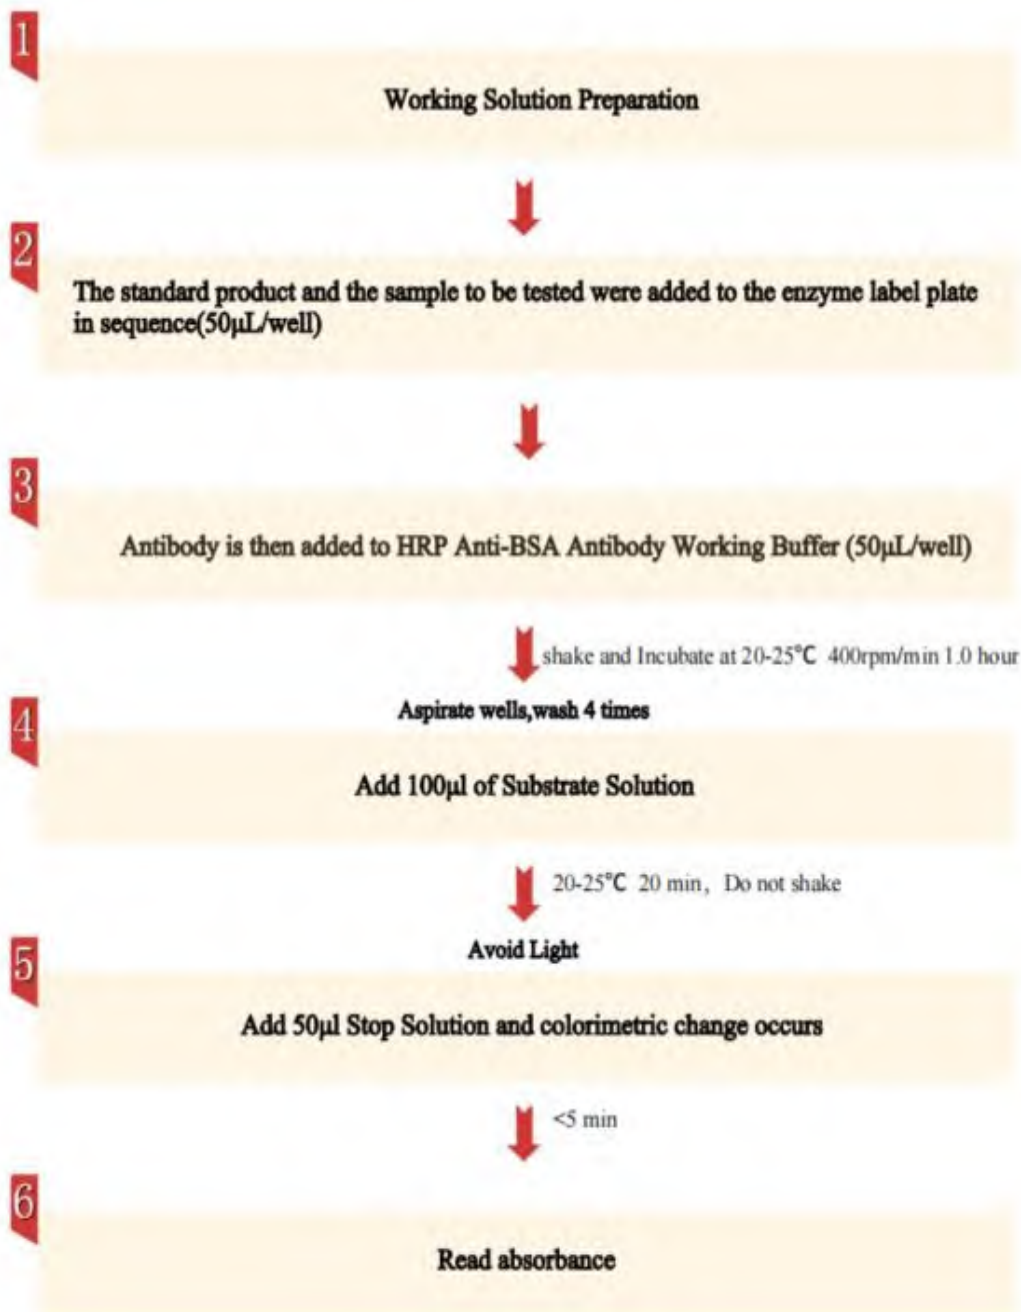 1
Working Solution Preparation
2
The standard product and the sample to be tested were added to the enzyme label plate
in sequence(50μL/well)
3
Antibody is then added to HRP Anti-BSA Antibody Working Buffer (50μL/well)
shake and Incubate at 20-25℃ 400rpm/min 1.0 hour
Aspirate wells,wash 4 times
4
Add 100μl of Substrate Solution
20-25℃ 20 min, Do not shake
Avoid Light
5
Add 50μl Stop Solution and colorimetric change occurs
<5 min
6
Read absorbance